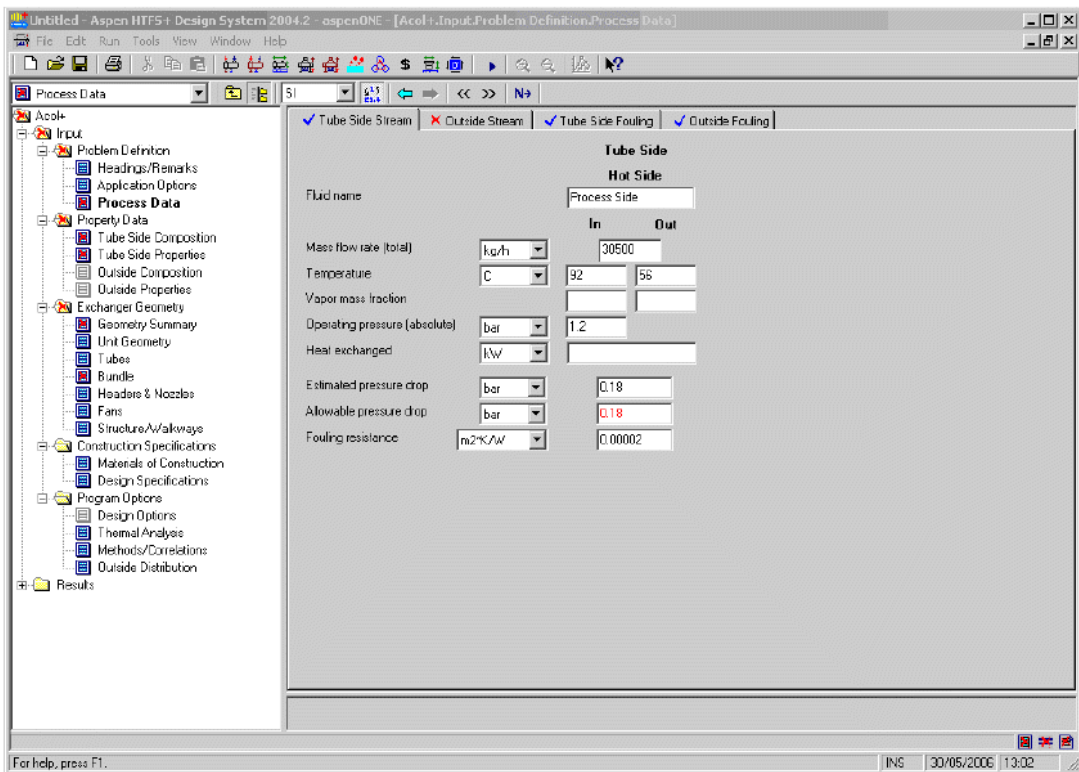 Untitled - Aspen HTFS+ Design System 2004.2 - aspenONE - [Acol+.Input.Problem Definition.Process Data]
File Edit Run Tools View Window Help
Process Data
SI
N→
Acol+
Input
Problem Definition
Headings/Remarks
Application Options
Process Data
Property Data
Tube Side Composition
Tube Side Properties
Outside Composition
Outside Properties
Exchanger Geometry
Geometry Summary
Unit Geometry
Tubes
Bundle
Headers & Nozzles
Fans
Structure/Walkways
Construction Specifications
Materials of Construction
Design Specifications
Program Options
Design Options
Thermal Analysis
Methods/Correlations
Outside Distribution
Results
Tube Side Stream
Outside Stream
Tube Side Fouling
Outside Fouling
Tube Side
Hot Side
Fluid name Process Side
In Out
Mass flow rate (total) kg/h 30500
Temperature C 92 56
Vapor mass fraction
Operating pressure (absolute) bar 1.2
Heat exchanged kW
Estimated pressure drop bar 0.18
Allowable pressure drop bar 0.18
Fouling resistance m2*K/W 0.00002
For help, press F1.
INS 30/05/2006 13:02